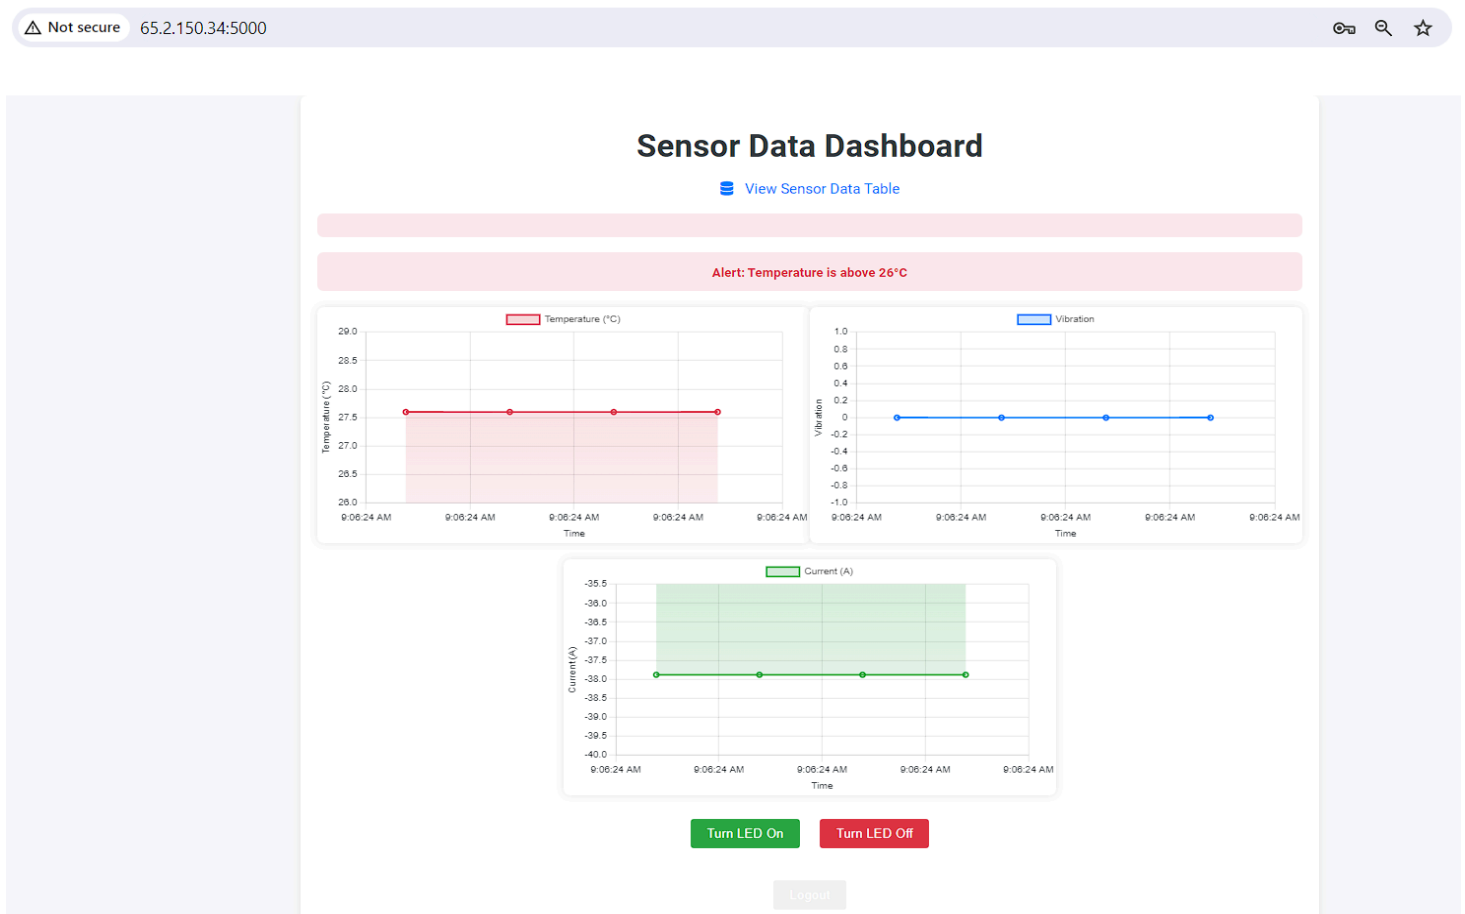 Not secure 65.2.150.34:5000
Sensor Data Dashboard
View Sensor Data Table
Alert: Temperature is above 26°C
Temperature (°C)
29.0
28.5
28.0
27.5
27.0
26.5
26.0
Temperature (°C)
9:06:24 AM 9:06:24 AM 9:06:24 AM 9:06:24 AM 9:06:24 AM
Time
Vibration
1.0
0.8
0.6
0.4
0.2
0
-0.2
-0.4
-0.6
-0.8
-1.0
Vibration
9:06:24 AM 9:06:24 AM 9:06:24 AM 9:06:24 AM 9:06:24 AM
Time
Current (A)
-35.5
-36.0
-36.5
-37.0
-37.5
-38.0
-38.5
-39.0
-39.5
-40.0
Current (A)
9:06:24 AM 9:06:24 AM 9:06:24 AM 9:06:24 AM 9:06:24 AM
Time
Turn LED On Turn LED Off
Logout